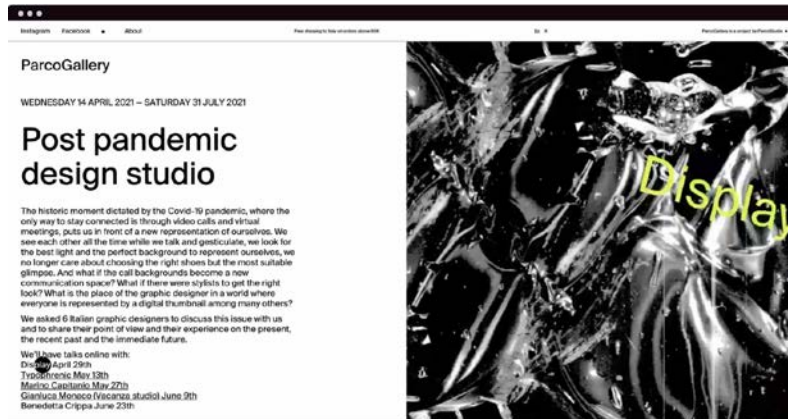 Instagram Facebook About
ParcoGallery
WEDNESDAY 14 APRIL 2021 – SATURDAY 31 JULY 2021
Post pandemic
design studio
The historic moment dictated by the Covid-19 pandemic, where the
only way to stay connected is through video calls and virtual
meetings, puts us in front of a new representation of ourselves. We
see each other all the time while we talk and gesticulate, we look for
the best light and the perfect background to represent ourselves, we
no longer care about choosing the right shoes but the most suitable
glimpse. And what if the call backgrounds become a new
communication space? What if there were stylists to get the right
look? What is the place of the graphic designer in a world where
everyone is represented by a digital thumbnail among many others?
We asked 6 Italian graphic designers to discuss this issue with us
and to share their point of view and their experience on the present,
the recent past and the immediate future.
We'll have talks online with:
Display April 29th
Typophrenic May 13th
Marino Capitanio May 27th
Gianluca Monaco (Vacanza studio) June 9th
Benedetta Crippa June 23th
Display